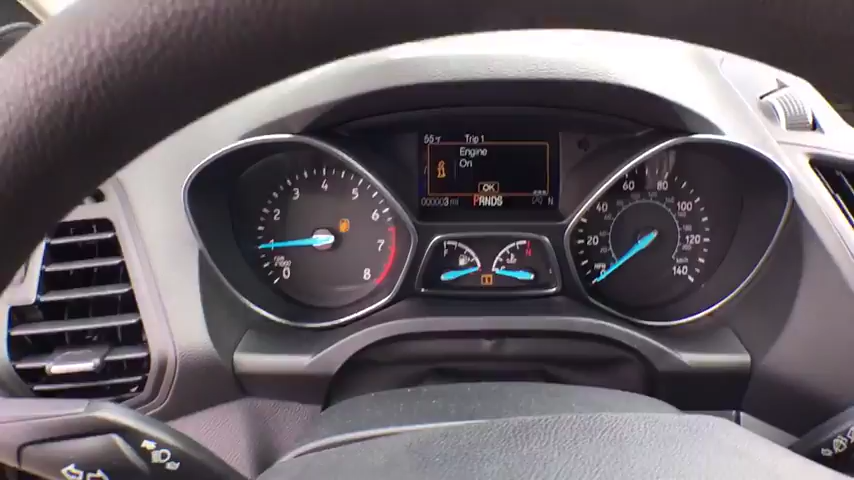 55°F Trip 1
Engine
On
OK
000003 mi PRNDS N
0 1 2 3 4 5 6 7 8
F
H
20 40 60 80 100 120 140
MPH